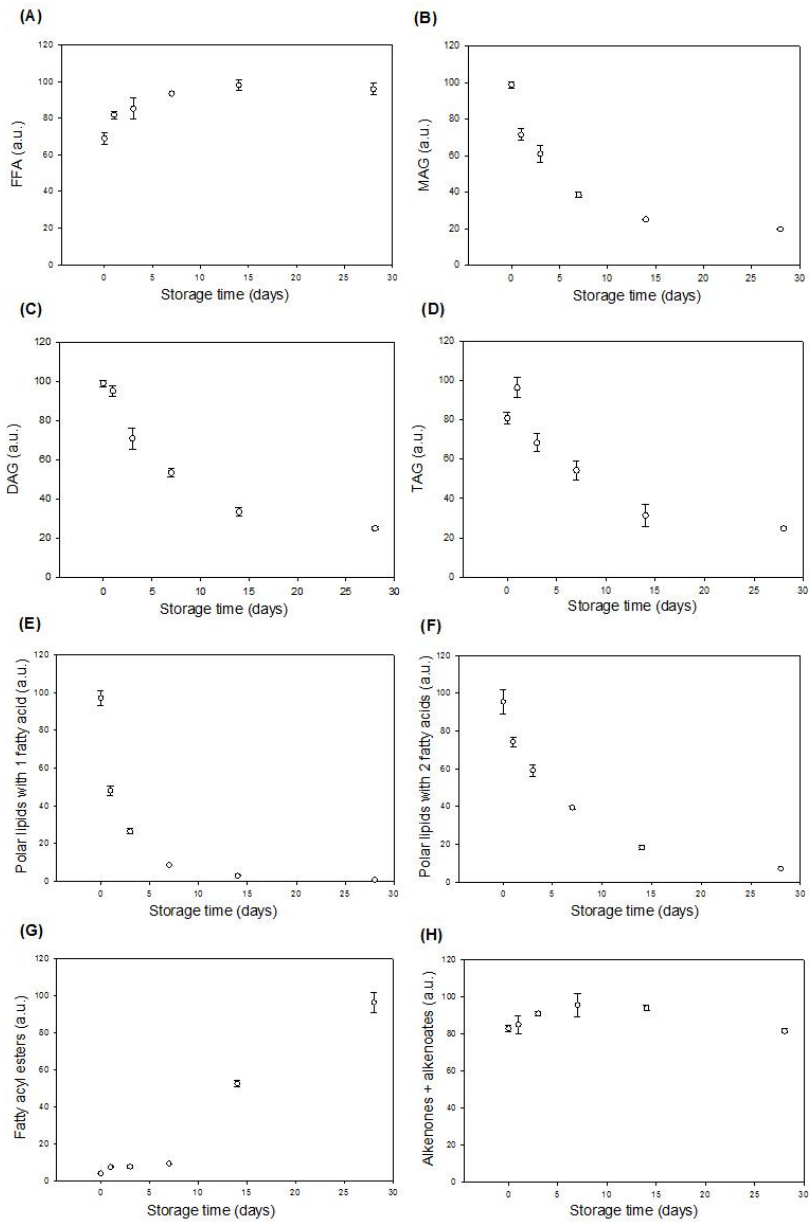 (A)
120
100
80
60
40
20
0
FFA (a.u.)
0 5 10 15 20 25 30
Storage time (days)
(B)
120
100
80
60
40
20
0
MAG (a.u.)
0 5 10 15 20 25 30
Storage time (days)
(C)
120
100
80
60
40
20
0
DAG (a.u.)
0 5 10 15 20 25 30
Storage time (days)
(D)
120
100
80
60
40
20
0
TAG (a.u.)
0 5 10 15 20 25 30
Storage time (days)
(E)
120
100
80
60
40
20
0
Polar lipids with 1 fatty acid (a.u.)
0 5 10 15 20 25 30
Storage time (days)
(F)
120
100
80
60
40
20
0
Polar lipids with 2 fatty acids (a.u.)
0 5 10 15 20 25 30
Storage time (days)
(G)
120
100
80
60
40
20
0
Fatty acyl esters (a.u.)
0 5 10 15 20 25 30
Storage time (days)
(H)
120
100
80
60
40
20
0
Alkenones + alkenoates (a.u.)
0 5 10 15 20 25 30
Storage time (days)